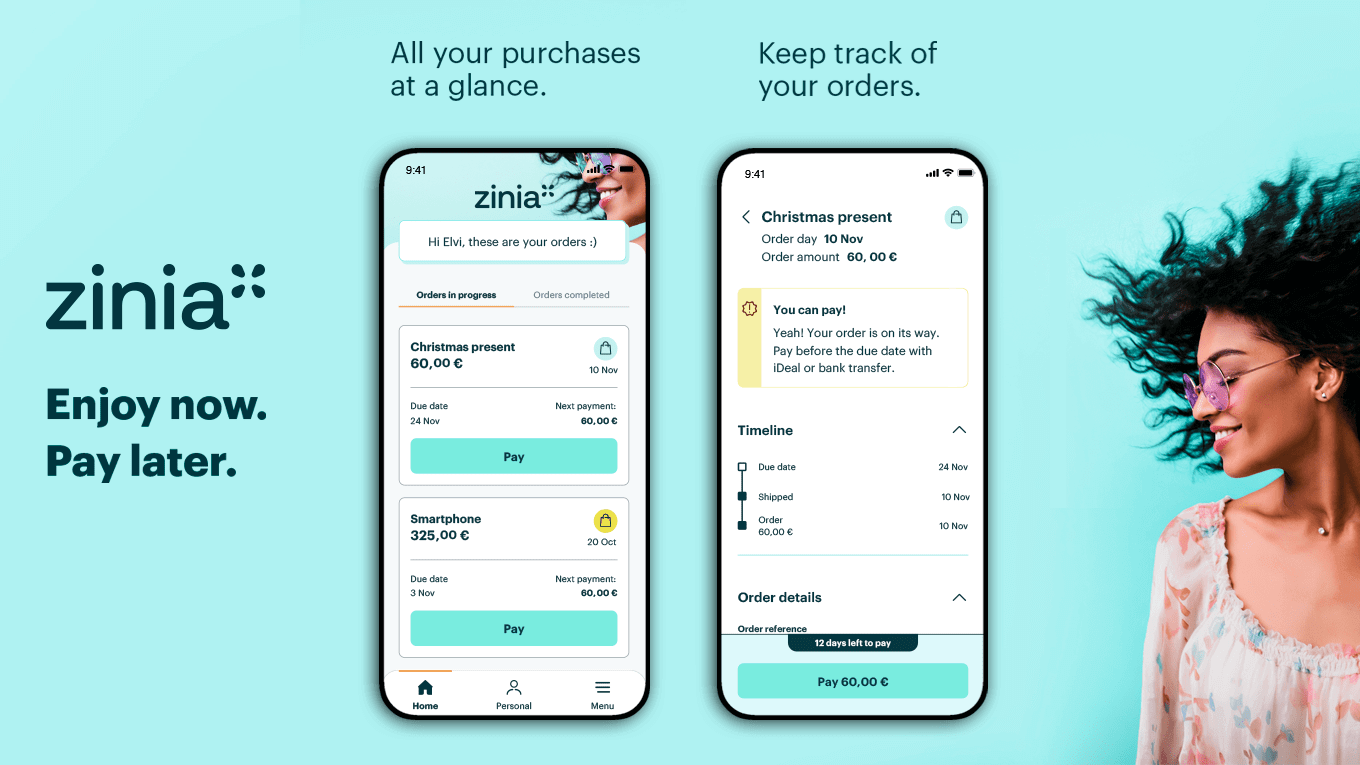 All your purchases
at a glance.
Keep track of
your orders.
zinia
Enjoy now.
Pay later.
9:41
zinia
Hi Elvi, these are your orders :)
Orders in progress
Orders completed
Christmas present
60,00 €
10 Nov
Due date
Next payment:
24 Nov
60,00 €
Pay
Smartphone
325,00 €
20 Oct
Due date
Next payment:
3 Nov
60,00 €
Pay
Home
Personal
Menu
9:41
Christmas present
Order day 10 Nov
Order amount 60, 00 €
You can pay!
Yeah! Your order is on its way.
Pay before the due date with
iDeal or bank transfer.
Timeline
Due date
24 Nov
Shipped
10 Nov
Order
60,00 €
10 Nov
Order details
Order reference
12 days left to pay
Pay 60,00 €